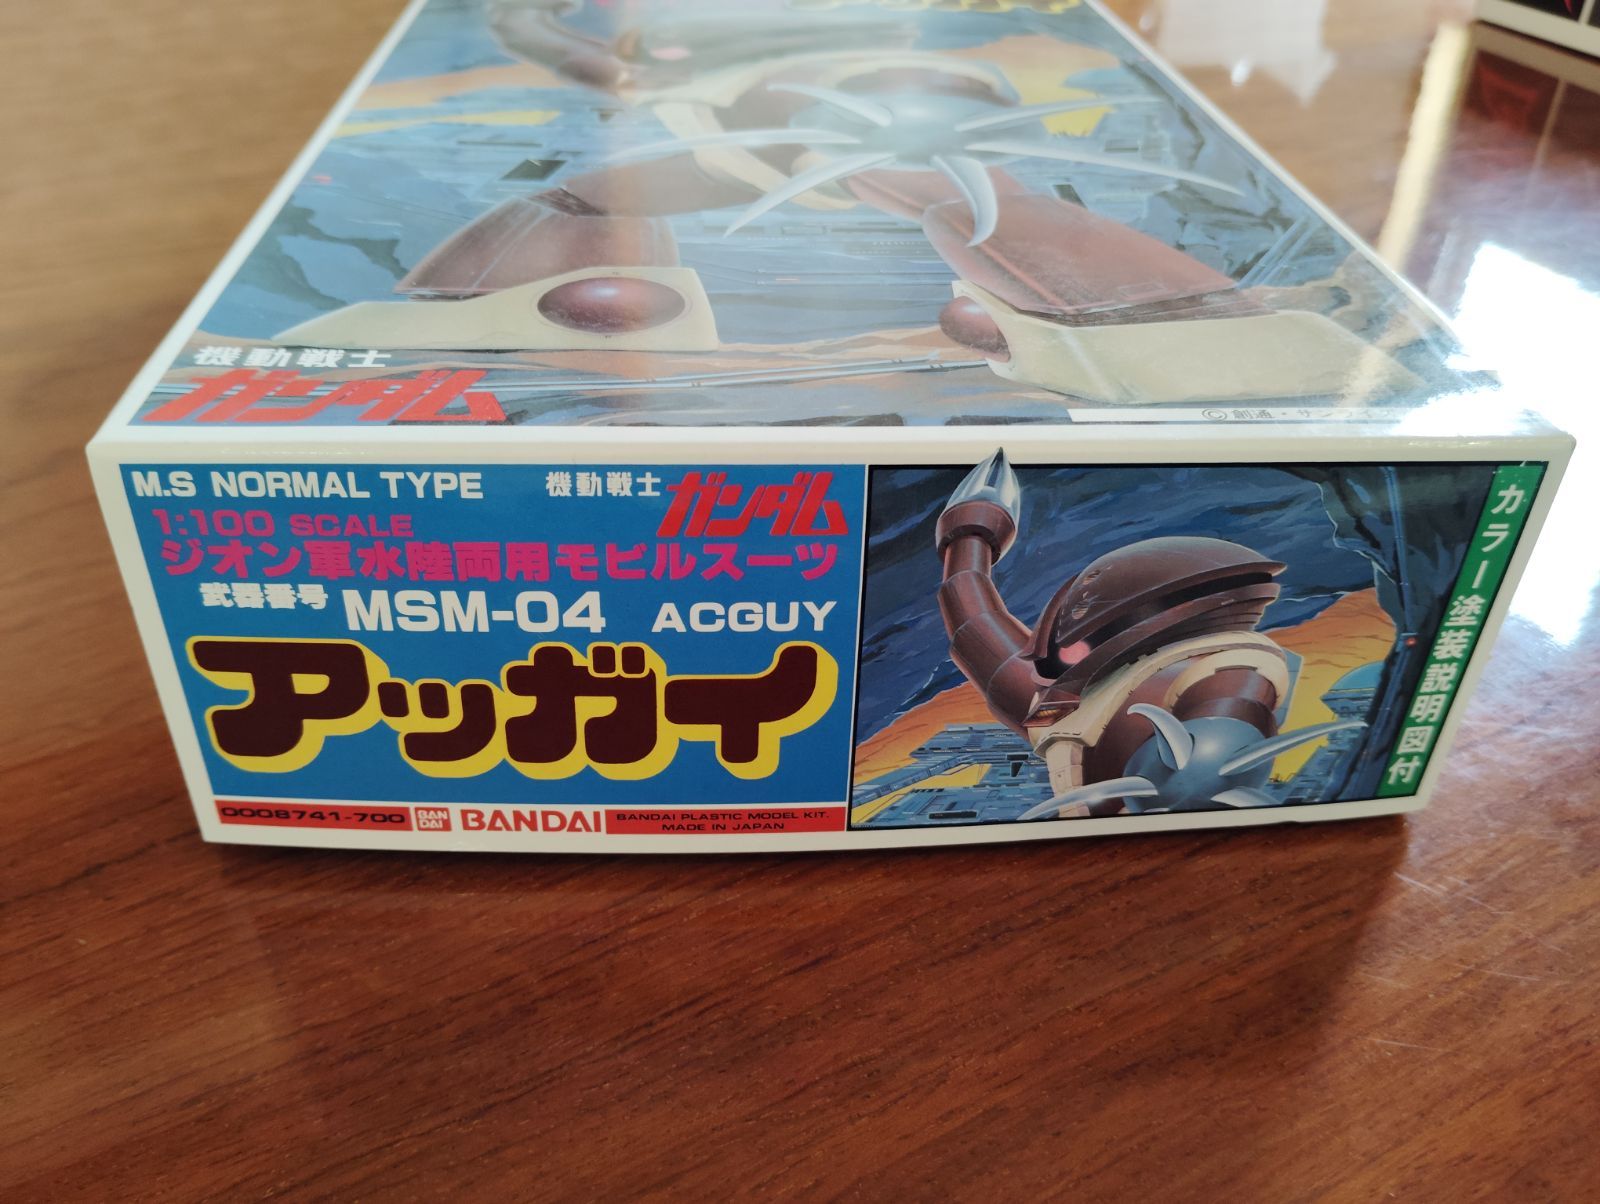 機動戦士
ガンダム
©創通・サンライ
M.S NORMAL TYPE
機動戦士ガンダム
1:100 SCALE
ジオン軍水陸両用モビルスーツ
武器番号 MSM-04 ACGUY
アッガイ
0008741-700
BAN
DAI
BANDAI
BANDAI PLASTIC MODEL KIT.
MADE IN JAPAN
カラー塗装説明図付